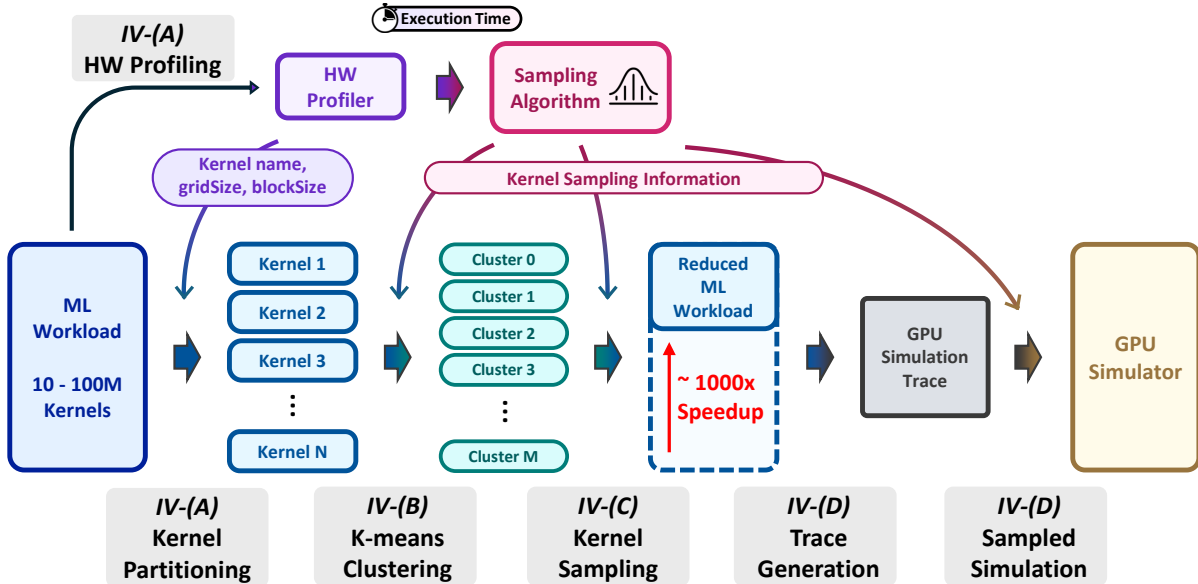 Execution Time
IV-(A)
HW Profiling
HW
Profiler
Sampling
Algorithm
Kernel name,
gridSize, blockSize
Kernel Sampling Information
ML
Workload
10 - 100M
Kernels
Kernel 1
Kernel 2
Kernel 3
Kernel N
Cluster 0
Cluster 1
Cluster 2
Cluster 3
Cluster M
Reduced
ML
Workload
~ 1000x
Speedup
GPU
Simulation
Trace
GPU
Simulator
IV-(A)
Kernel
Partitioning
IV-(B)
K-means
Clustering
IV-(C)
Kernel
Sampling
IV-(D)
Trace
Generation
IV-(D)
Sampled
Simulation